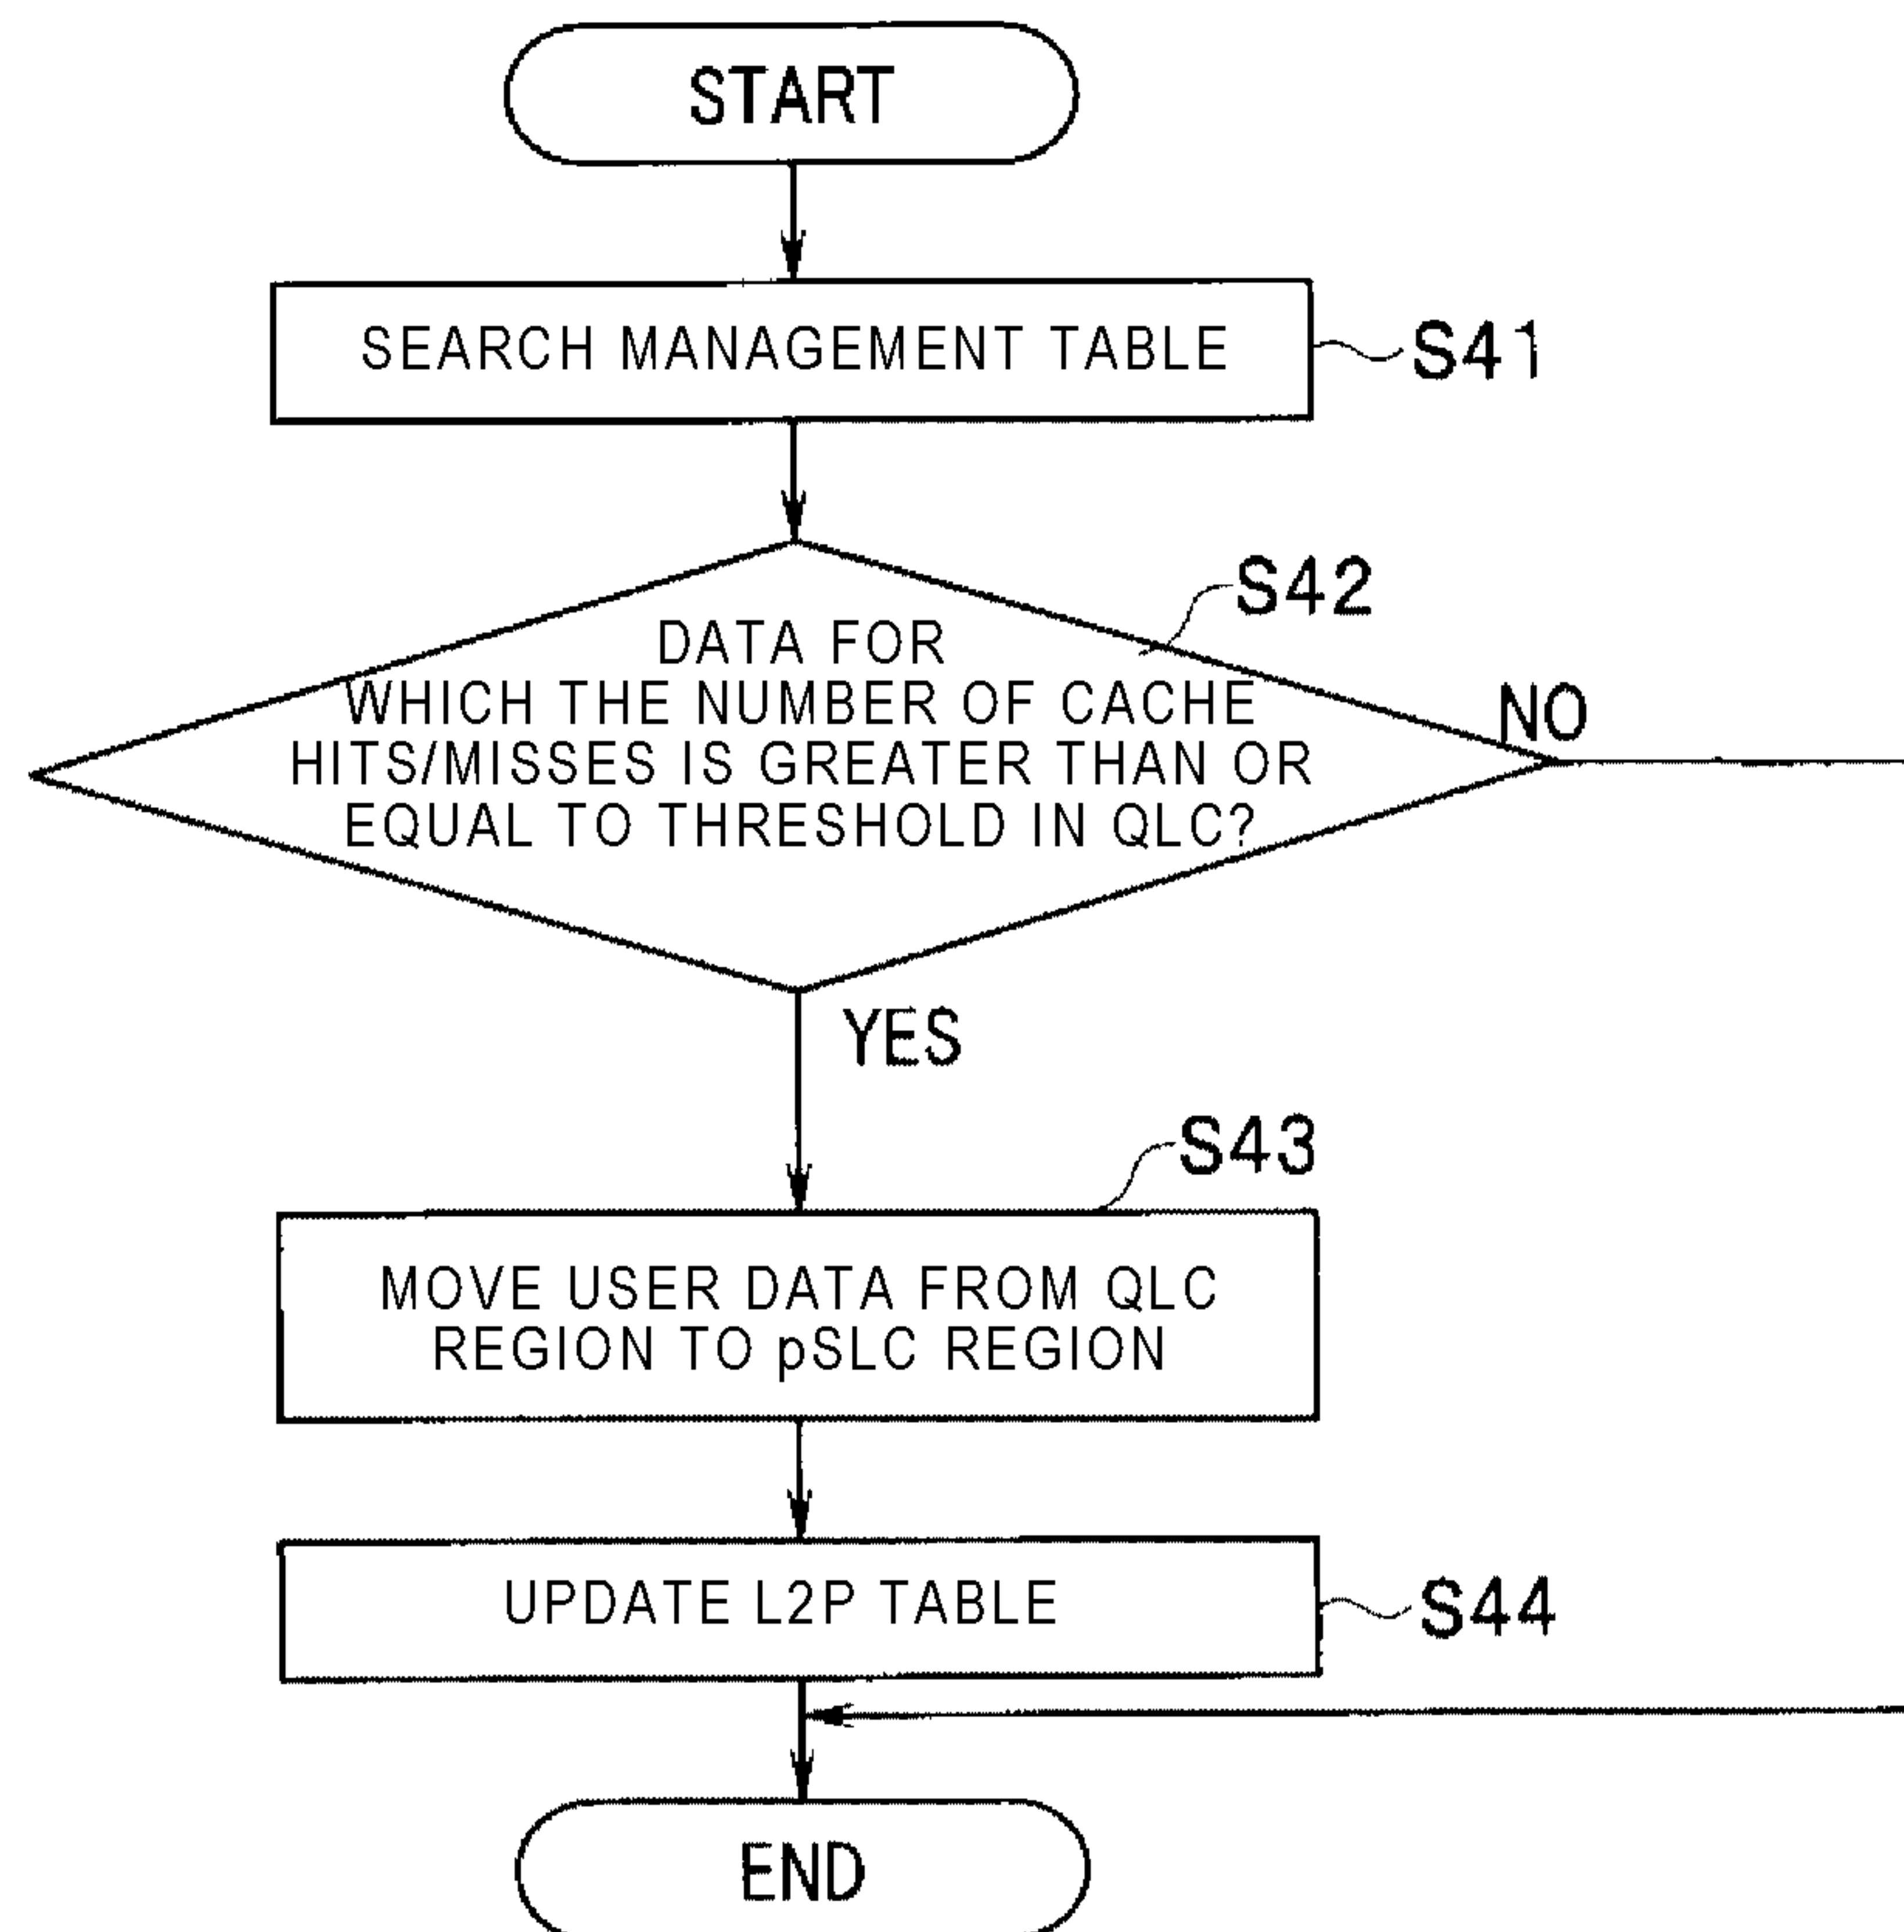 START
SEARCH MANAGEMENT TABLE
S41
S42
DATA FOR
WHICH THE NUMBER OF CACHE
HITS/MISSES IS GREATER THAN OR
EQUAL TO THRESHOLD IN QLC?
NO
YES
S43
MOVE USER DATA FROM QLC
REGION TO pSLC REGION
UPDATE L2P TABLE
S44
END